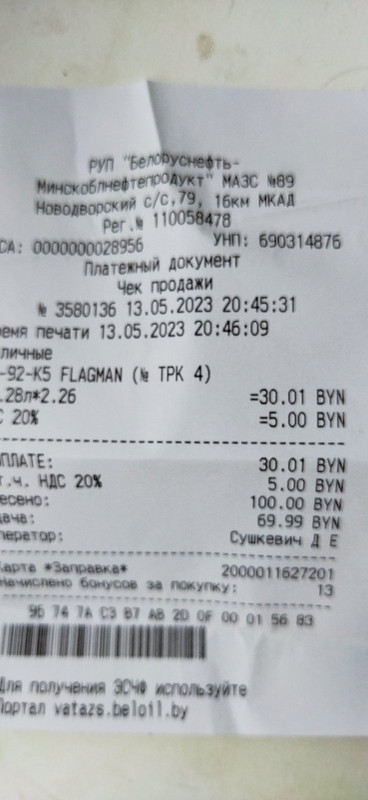 РУП "Белоруснефть-
Минскоблнефтепродукт" МАЗС №89
Новодворский с/с,79, 16км МКАД
Рег.№ 110058478
СА: 0000000028956 УНП: 690314876
Платежный документ
Чек продажи
№ 3580136 13.05.2023 20:45:31
емя печати 13.05.2023 20:46:09
личные
-92-К5 FLAGMAN (№ ТРК 4)
.28л*2.26 =30.01 BYN
С 20% =5.00 BYN
ПЛАТЕ: 30.01 BYN
т.ч. НДС 20% 5.00 BYN
есено: 100.00 BYN
дача: 69.99 BYN
ператор: Сушкевич Д Е
Карта *Заправка* 2000011627201
Начислено бонусов за покупку: 13
96 74 7A C3 B7 AB 2D 0F 00 01 56 83
Для получения ЭСЧФ используйте
Портал vatazs.beloil.by